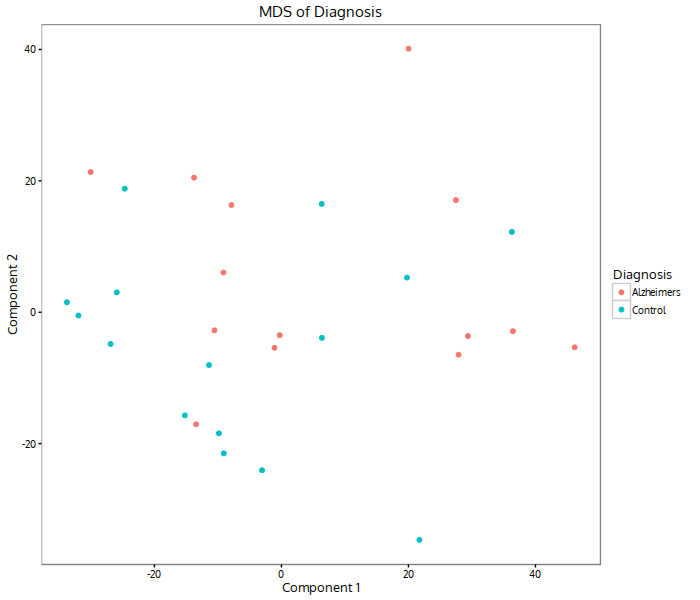 MDS of Diagnosis
40
20
0
-20
Component 2
-20
0
20
40
Component 1
Diagnosis
Alzheimers
Control